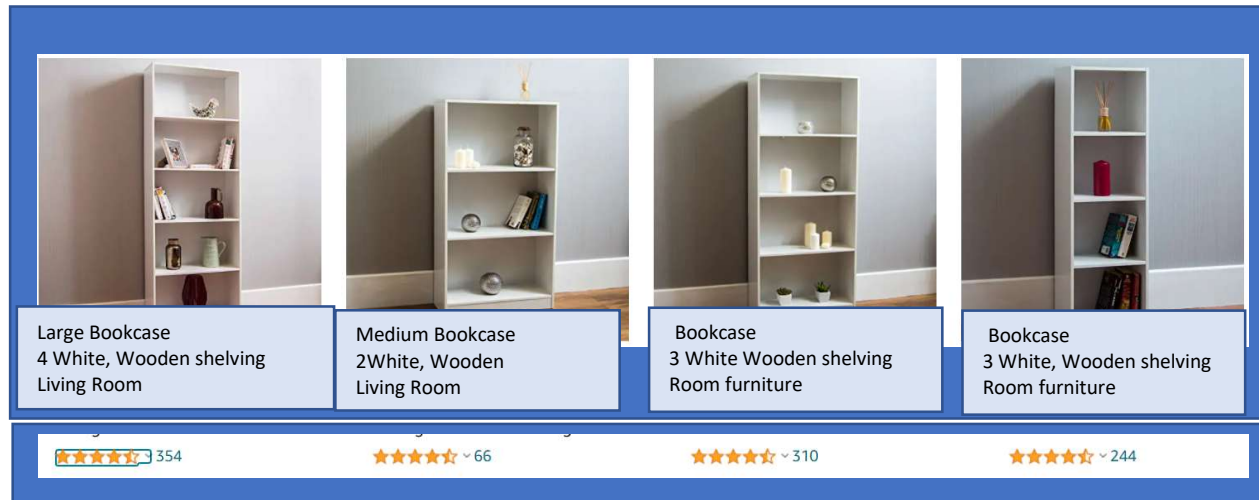 Large Bookcase
4 White, Wooden shelving
Living Room
Medium Bookcase
2White, Wooden
Living Room
Bookcase
3 White Wooden shelving
Room furniture
Bookcase
3 White, Wooden shelving
Room furniture
354
66
310
244